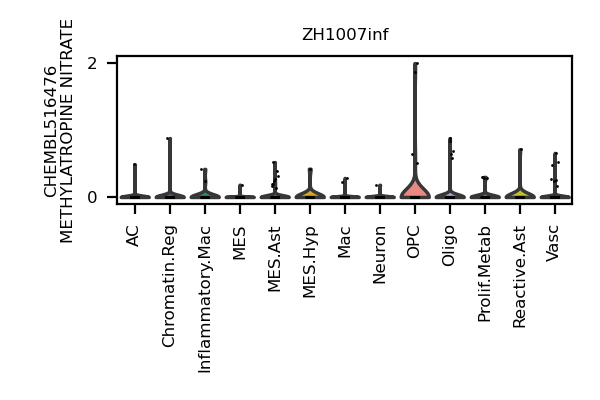 ZH1007inf
CHEMBL516476
METHYLATROPINE NITRATE
2
0
AC
Chromatin.Reg
Inflammatory.Mac
MES
MES.Ast
MES.Hyp
Mac
Neuron
OPC
Oligo
Prolif.Metab
Reactive.Ast
Vasc